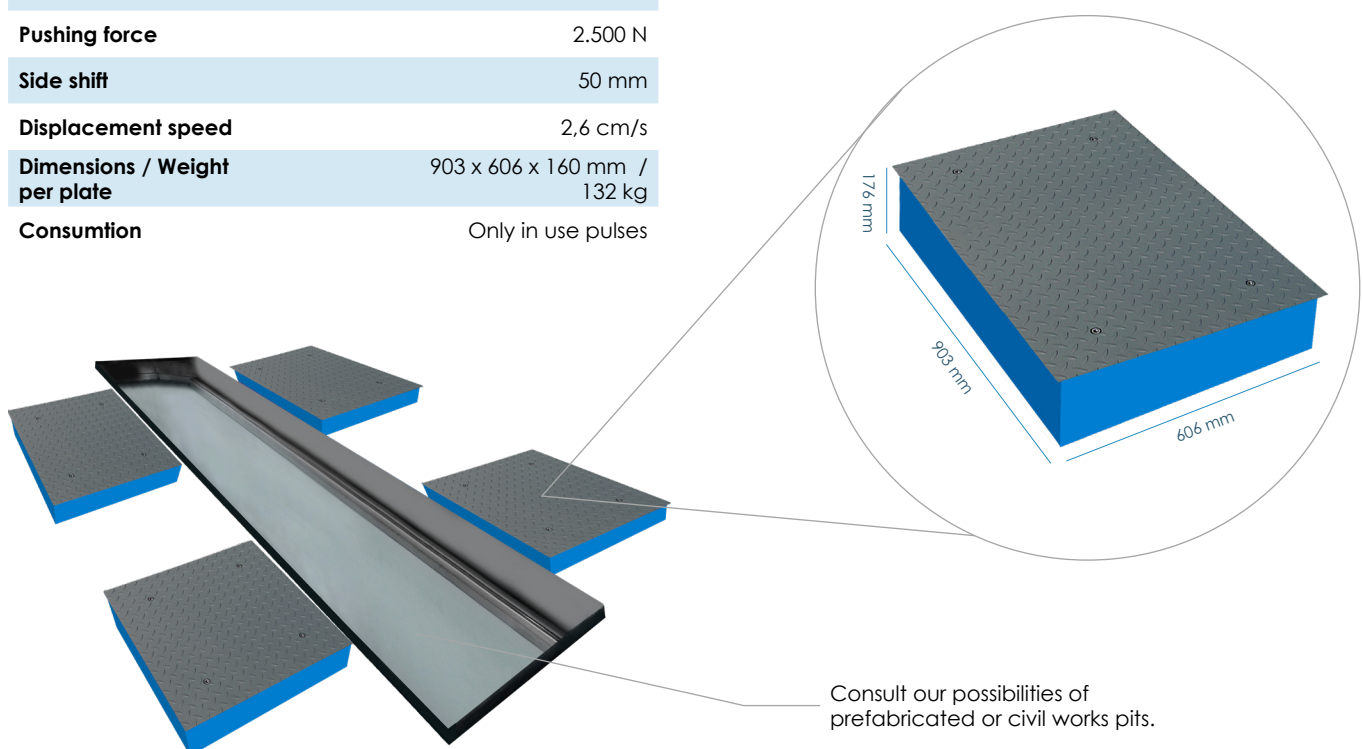 Pushing force 2.500 N
Side shift 50 mm
Displacement speed 2,6 cm/s
Dimensions / Weight 903 x 606 x 160 mm /
per plate 132 kg
Consumtion Only in use pulses
176 mm
903 mm
606 mm
Consult our possibilities of
prefabricated or civil works pits.